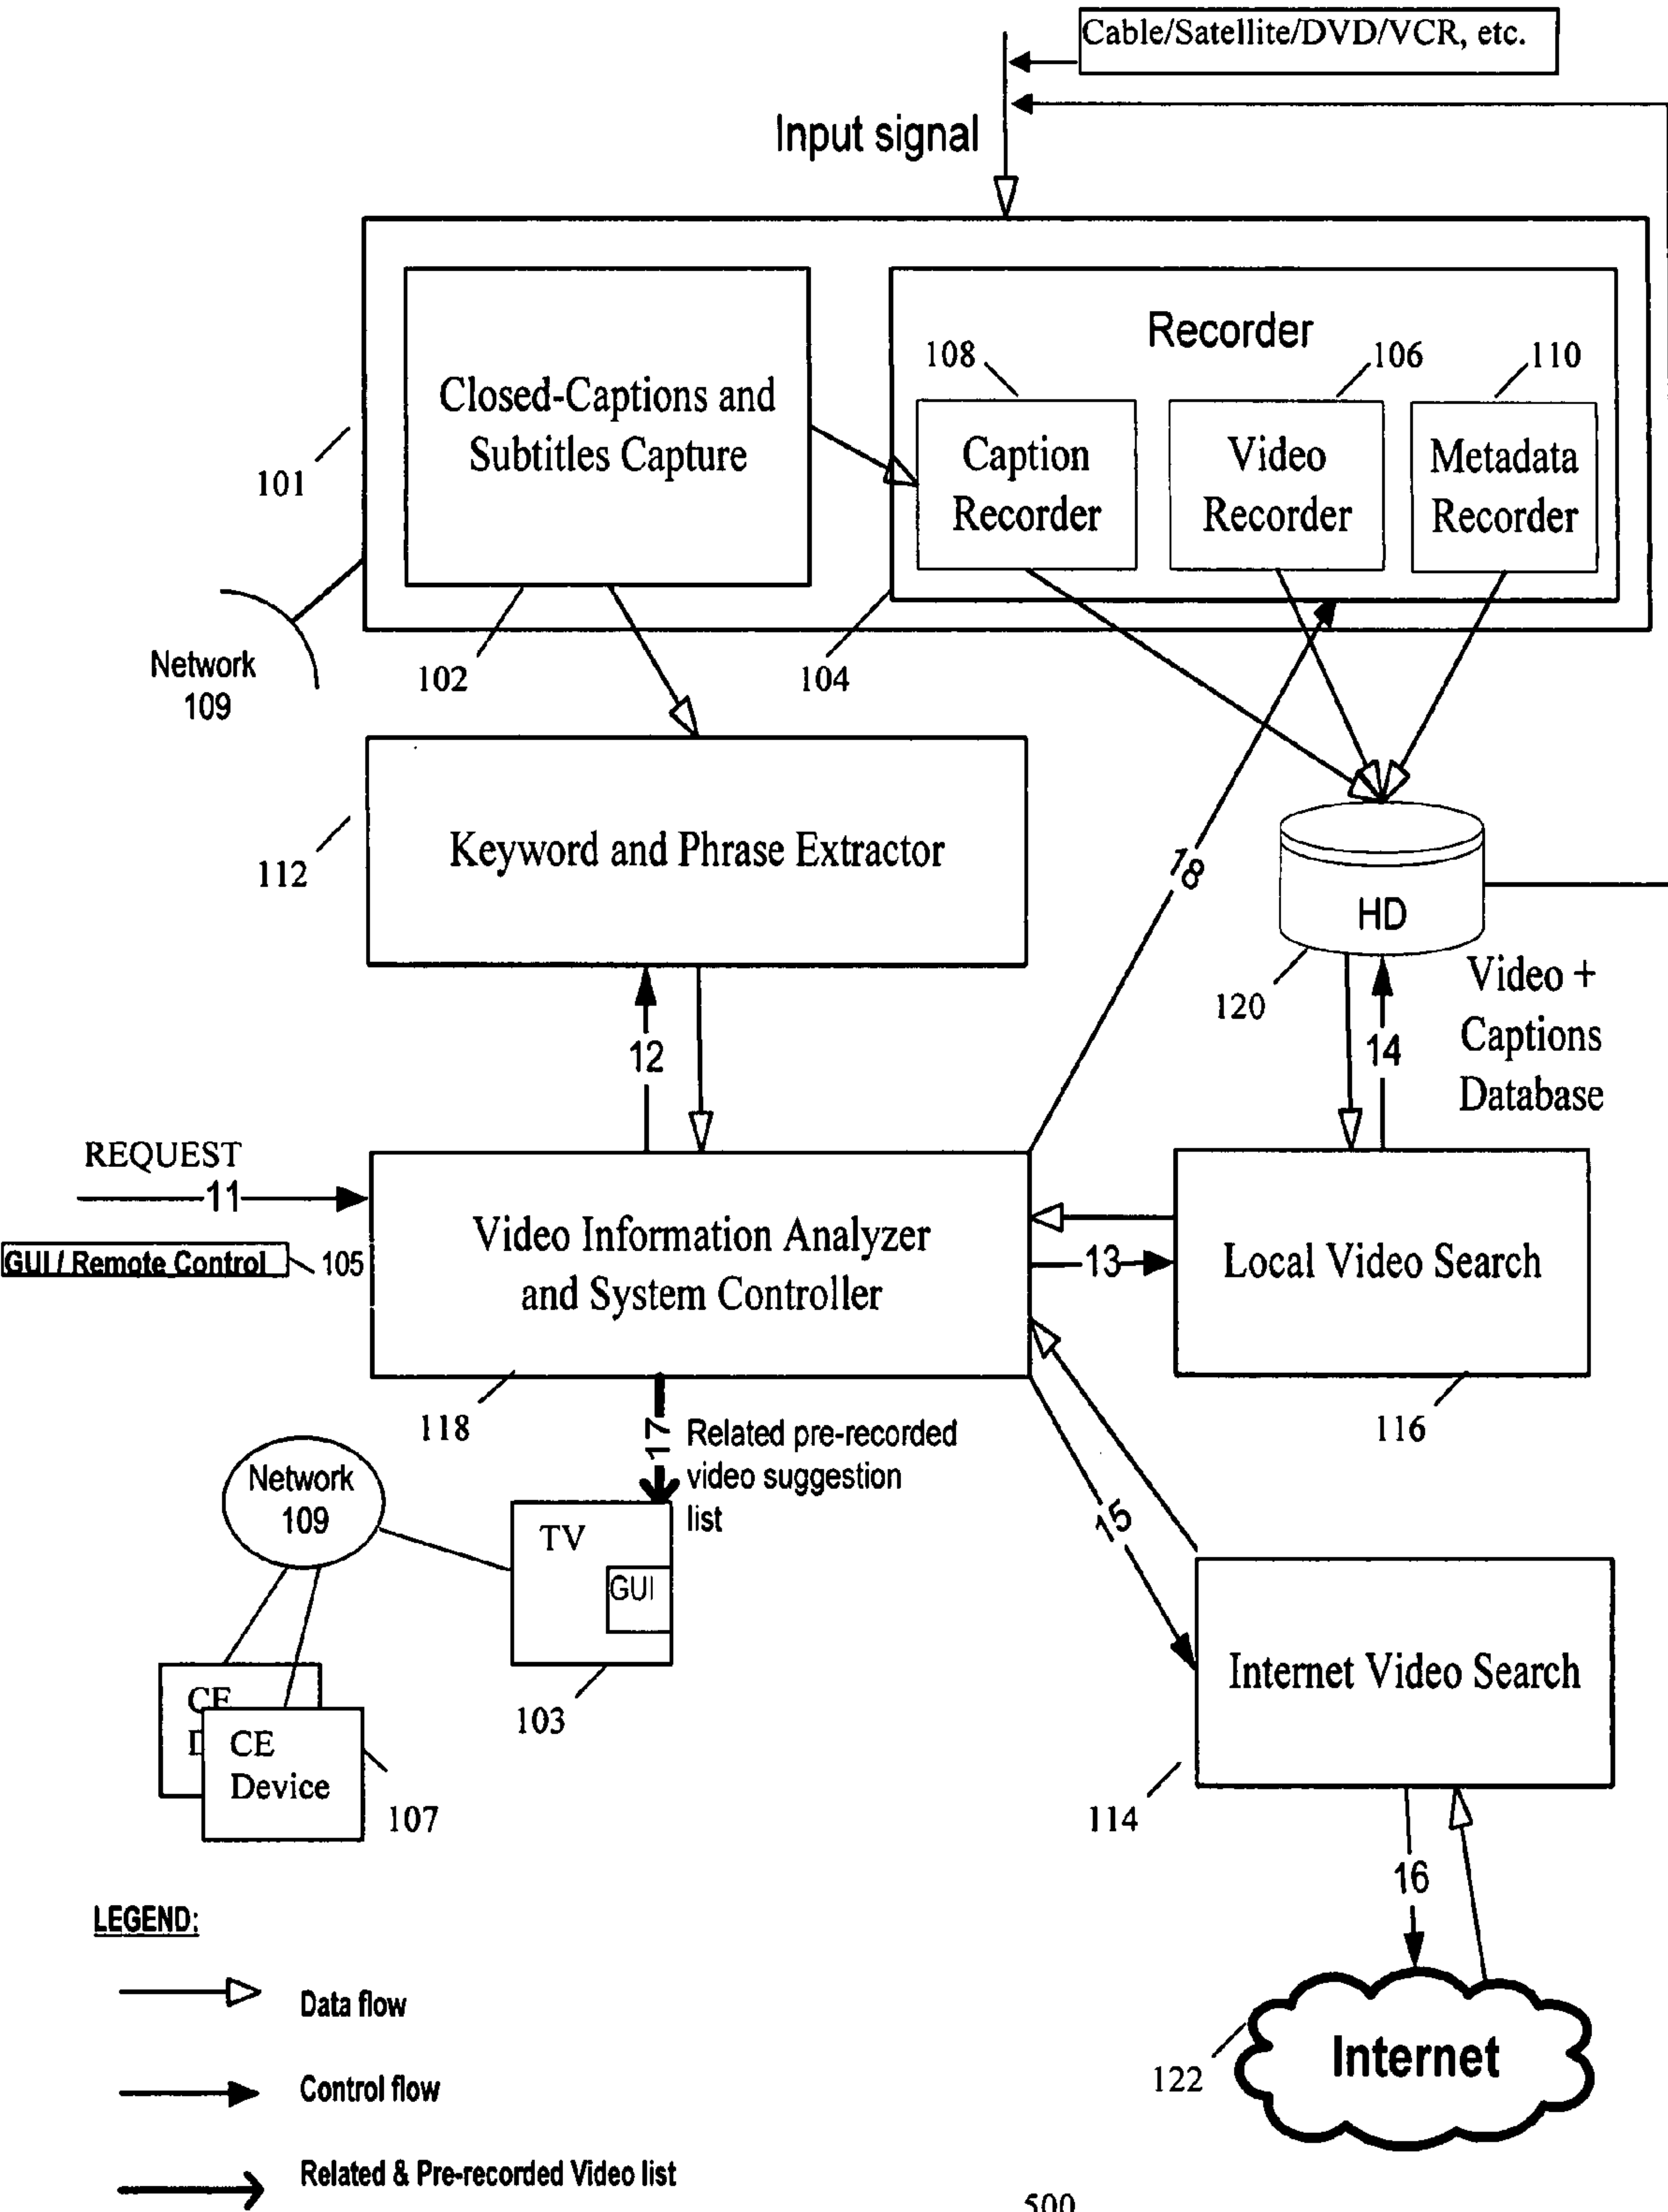 Cable/Satellite/DVD/VCR, etc.
Input signal
Recorder
108
106
110
Closed-Captions and
Subtitles Capture
Caption
Recorder
Video
Recorder
Metadata
Recorder
101
Network
109
102
104
Keyword and Phrase Extractor
112
18
HD
120
Video +
Captions
Database
12
14
REQUEST
11
GUI / Remote Control
105
Video Information Analyzer
and System Controller
13
Local Video Search
118
116
17
Related pre-recorded
video suggestion
list
Network
109
TV
GUI
15
103
CE
D
CE
Device
107
Internet Video Search
114
16
LEGEND:
Data flow
Control flow
Related & Pre-recorded Video list
Internet
122
500